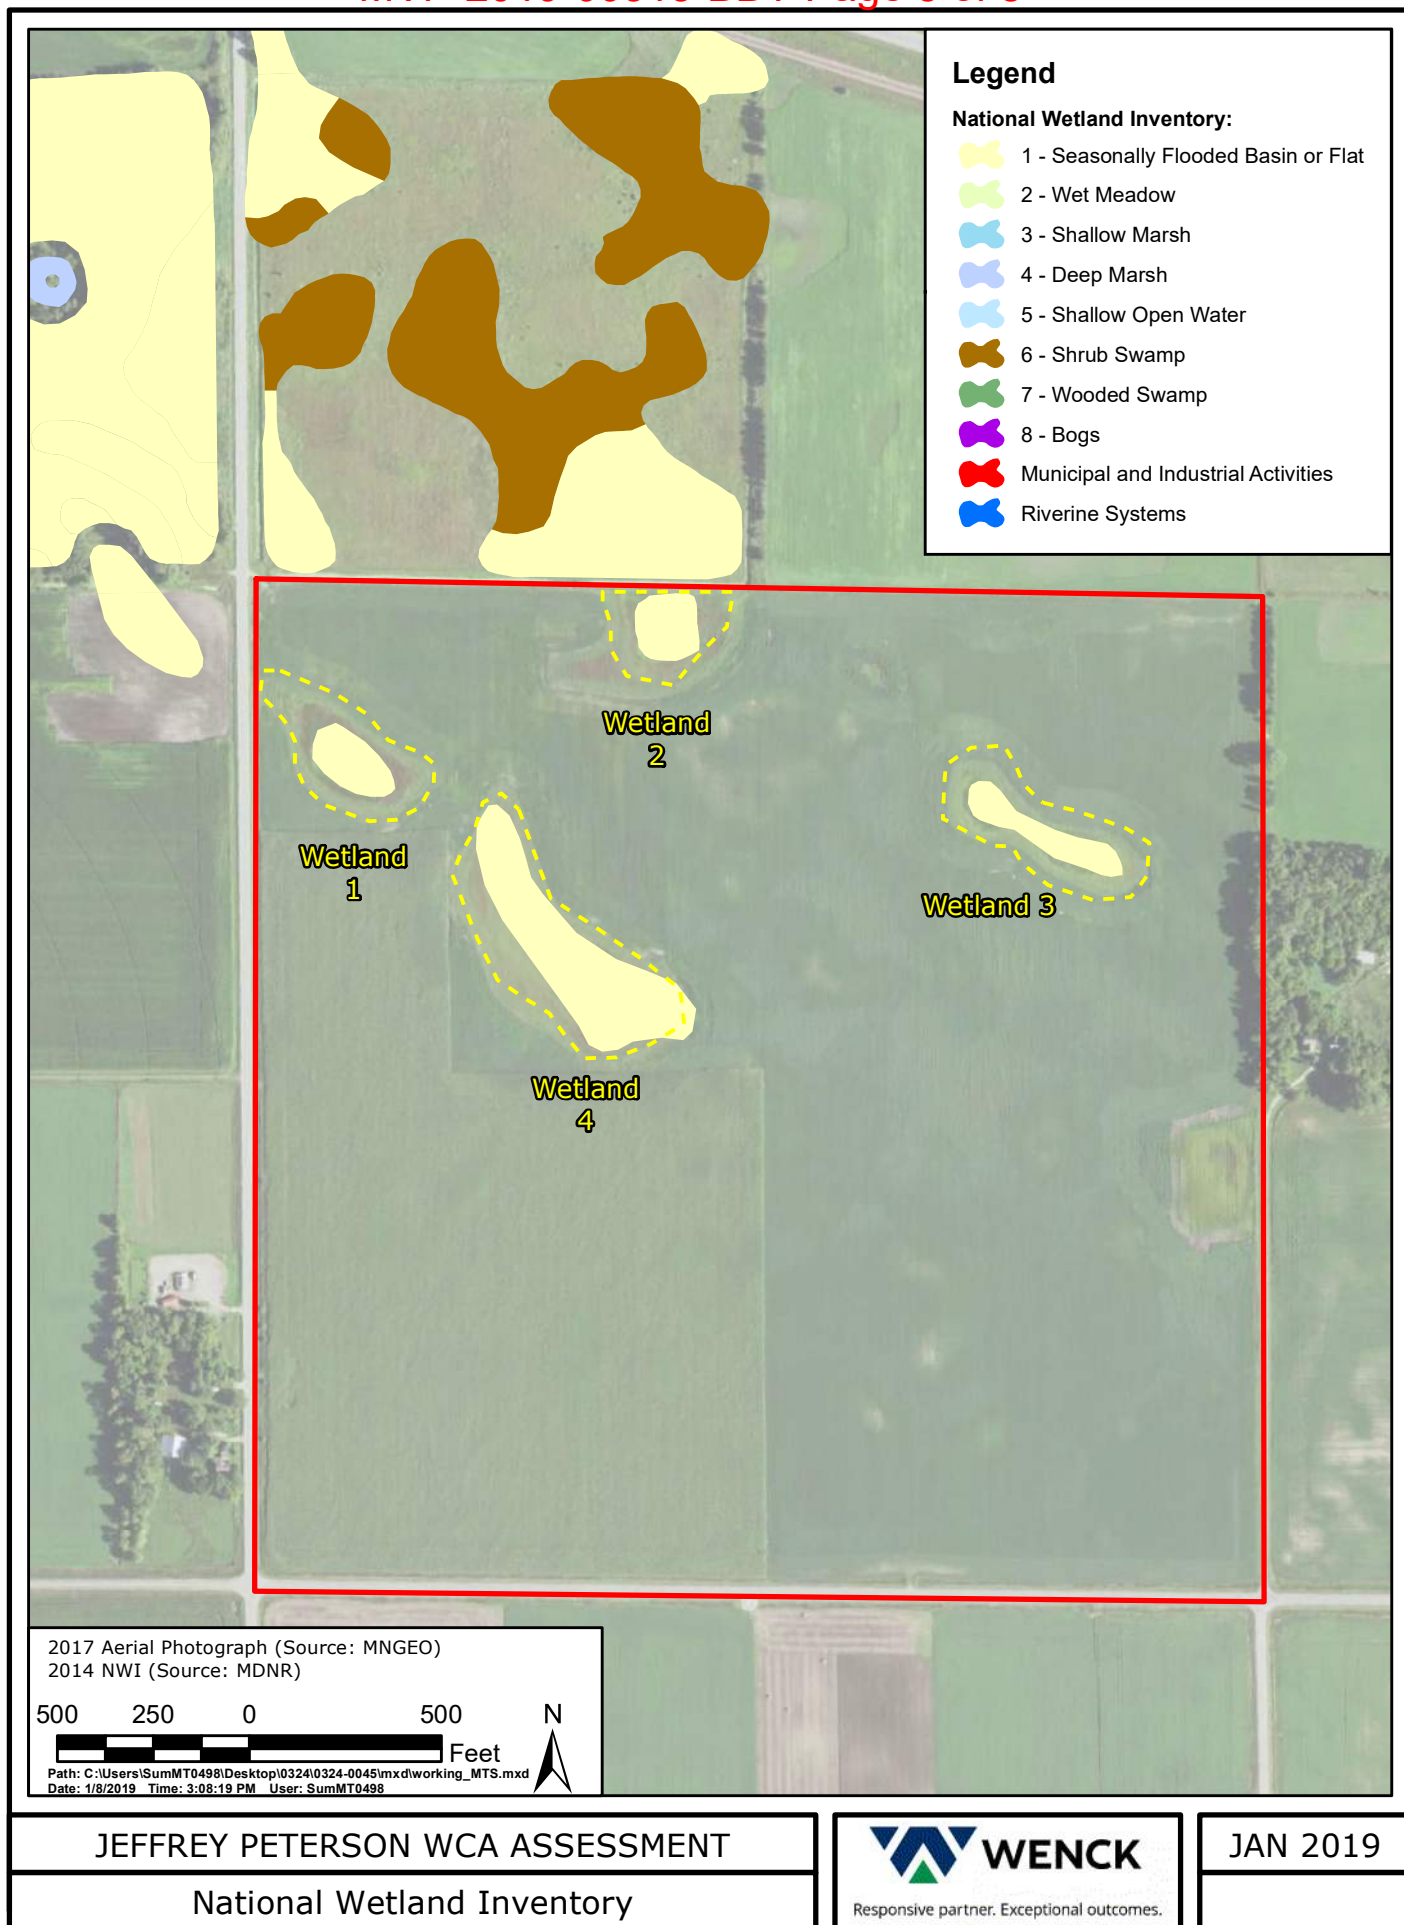 Legend
National Wetland Inventory:
1 - Seasonally Flooded Basin or Flat
2 - Wet Meadow
3 - Shallow Marsh
4 - Deep Marsh
5 - Shallow Open Water
6 - Shrub Swamp
7 - Wooded Swamp
8 - Bogs
Municipal and Industrial Activities
Riverine Systems
Wetland
2
Wetland
1
Wetland 3
Wetland
4
2017 Aerial Photograph (Source: MNGEO)
2014 NWI (Source: MDNR)
500 250 0 500
Feet
N
Path: C:\Users\SumMT0498\Desktop\0324\0324-0045\mxd\working_MTS.mxd
Date: 1/8/2019 Time: 3:08:19 PM User: SumMT0498
JEFFREY PETERSON WCA ASSESSMENT
National Wetland Inventory
WENCK
Responsive partner. Exceptional outcomes.
JAN 2019